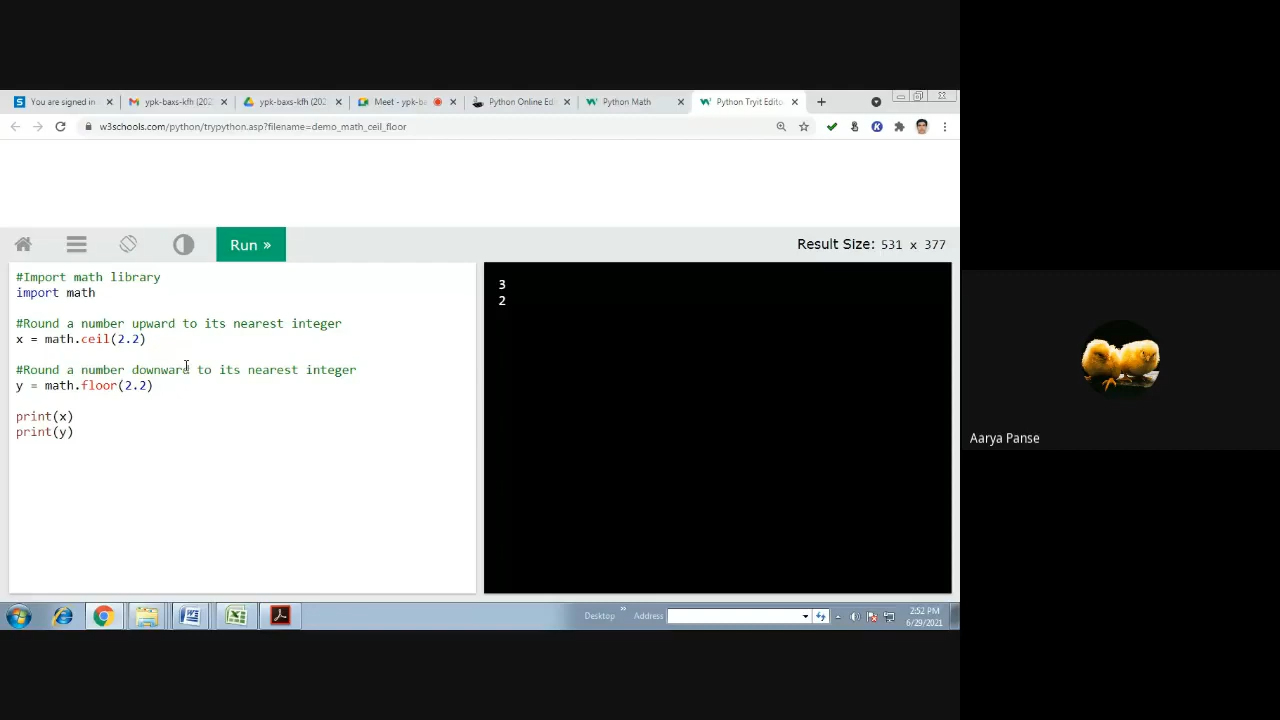 You are signed in
ypk-baxs-kfh (202
ypk-baxs-kfh (202
Meet - ypk-ba
Python Online Edi
Python Math
Python Tryit Edito
w3schools.com/python/trypython.asp?filename=demo_math_ceil_floor
Run »
Result Size: 531 x 377
#Import math library
import math
#Round a number upward to its nearest integer
x = math.ceil(2.2)
#Round a number downward to its nearest integer
y = math.floor(2.2)
print(x)
print(y)
3
2
Aarya Panse
Desktop
Address
2:52 PM
6/29/2021